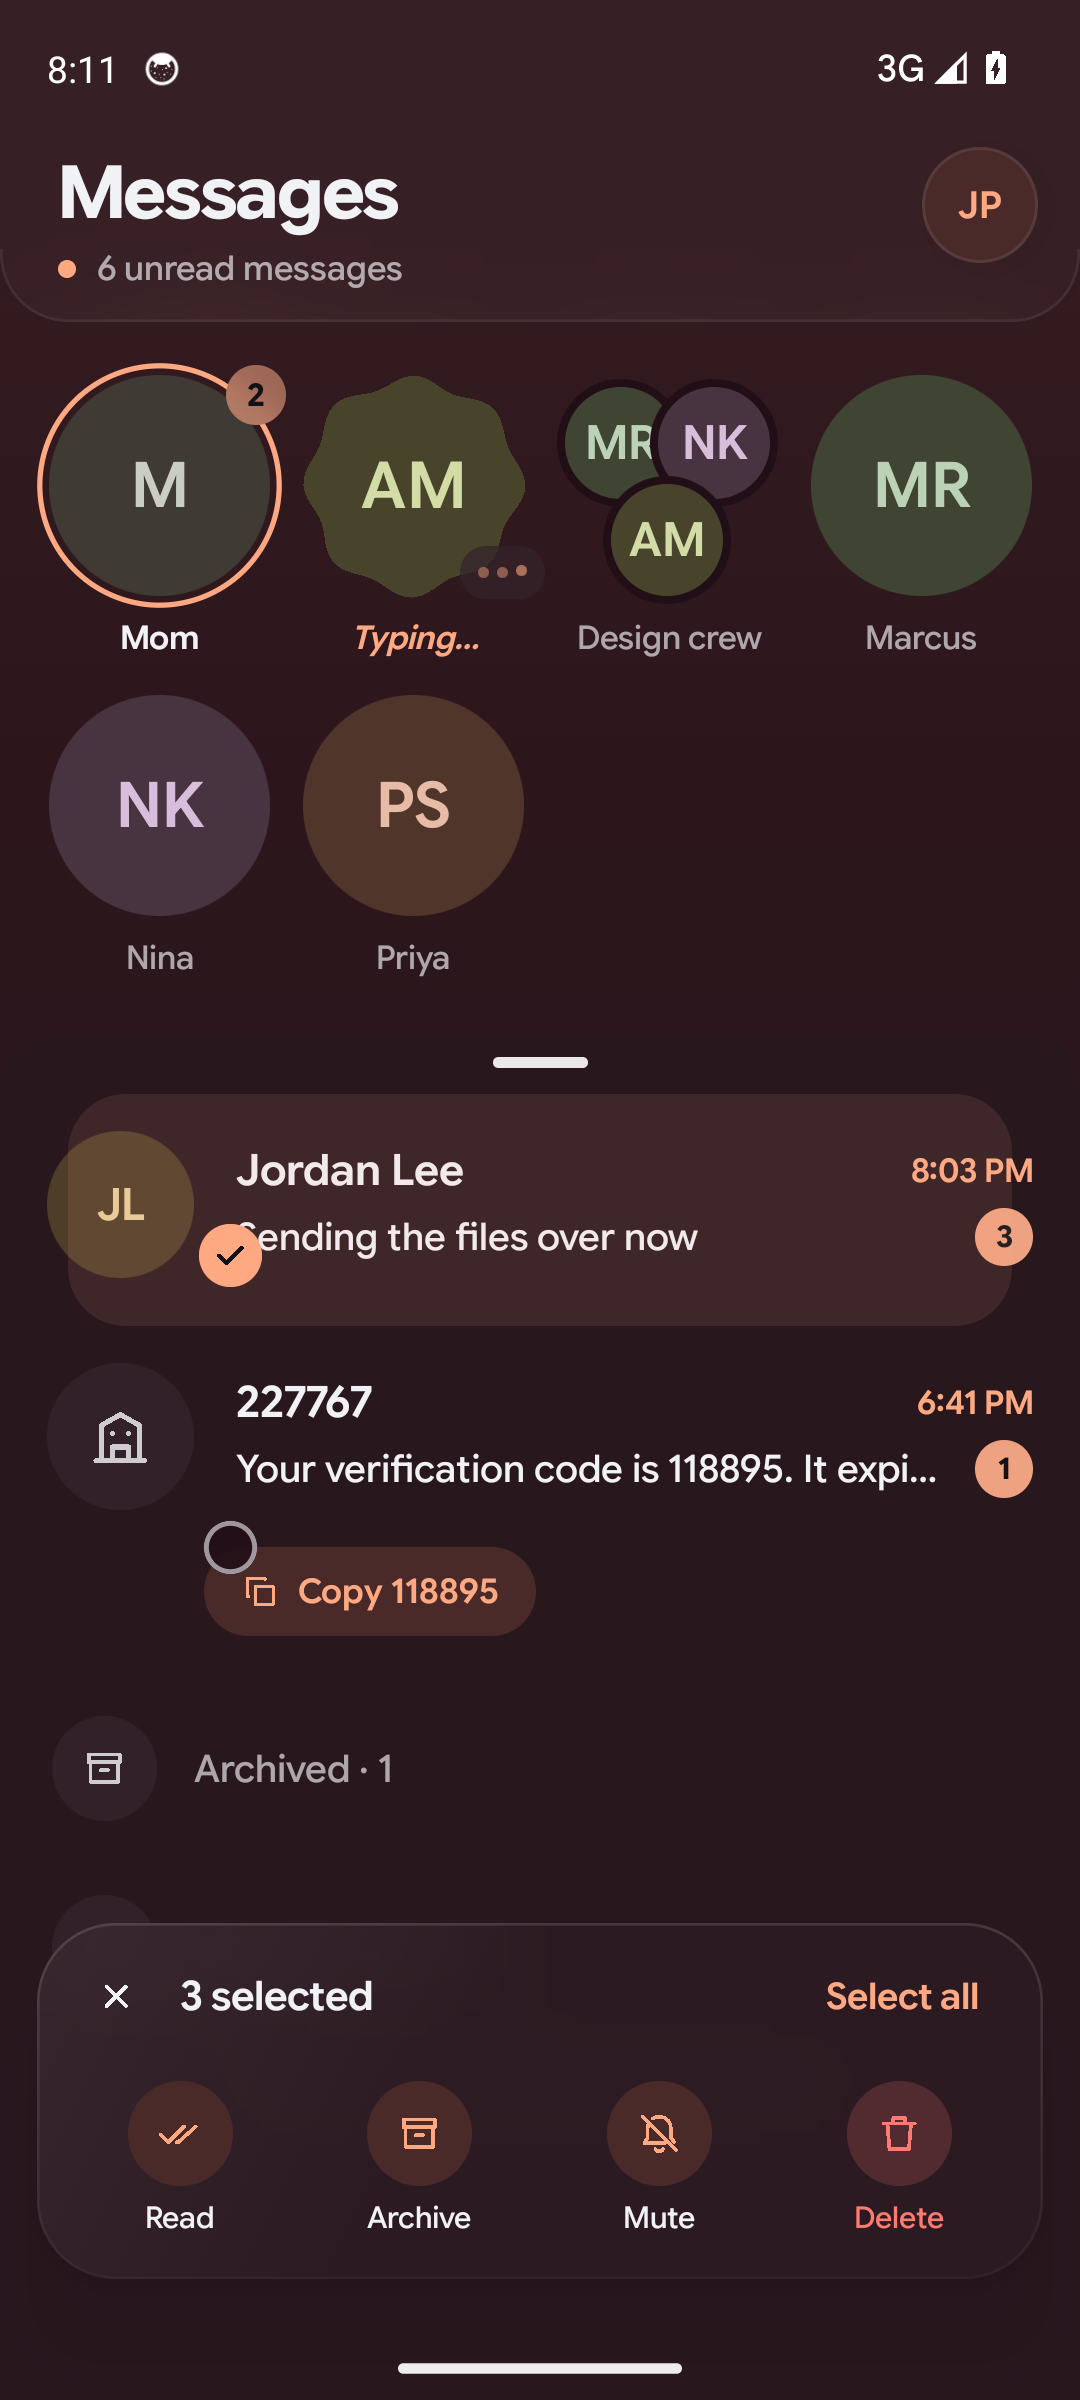 8:11
3G
Messages
JP
6 unread messages
M
2
AM
MR
NK
AM
MR
Mom
Typing...
Design crew
Marcus
NK
PS
Nina
Priya
JL
Jordan Lee
8:03 PM
Sending the files over now
3
227767
6:41 PM
Your verification code is 118895. It expi...
1
Copy 118895
Archived · 1
3 selected
Select all
Read
Archive
Mute
Delete